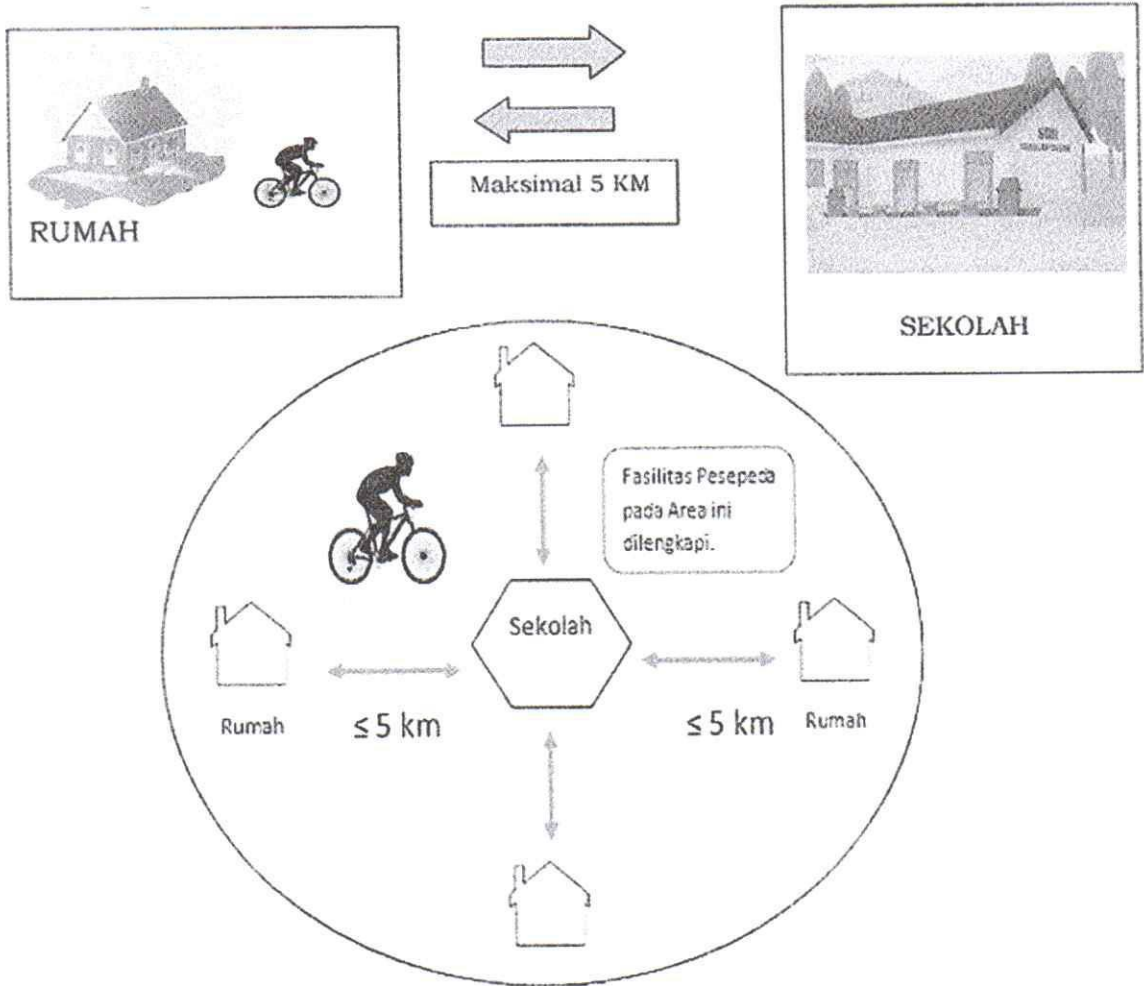 RUMAH
Maksimal 5 KM
SEKOLAH
Fasilitas Pesepeda
pada Area ini
dilengkapi.
Sekolah
Rumah
≤ 5 km
≤ 5 km
Rumah